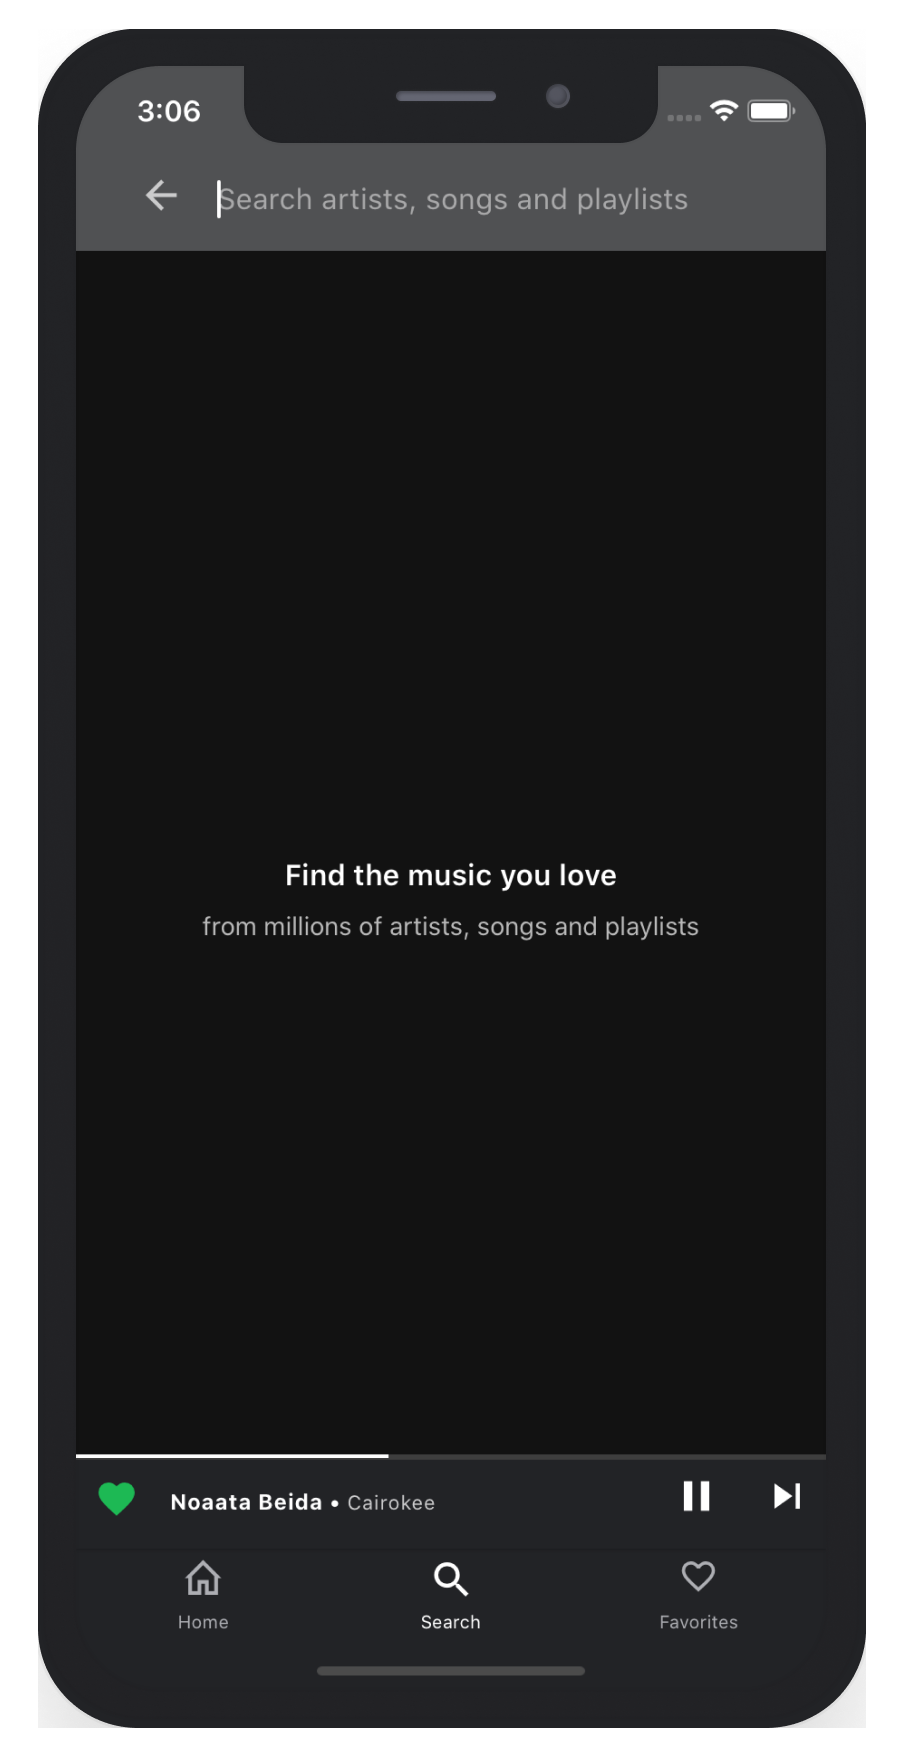 3:06
Search artists, songs and playlists
Find the music you love
from millions of artists, songs and playlists
Noaata Beida • Cairokee
Home Search Favorites